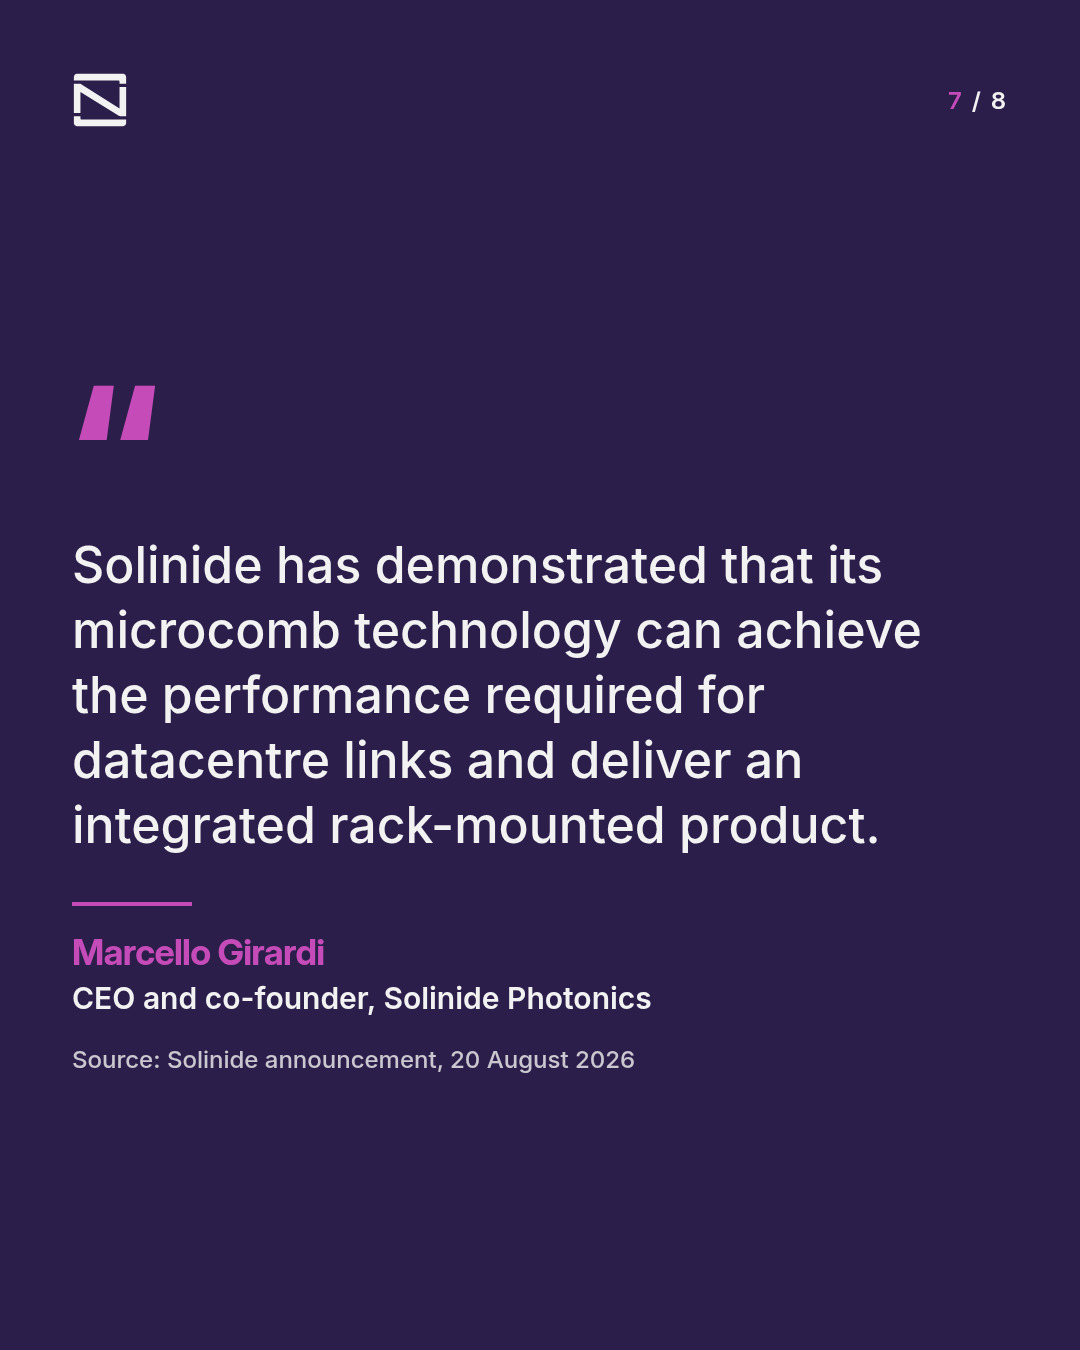 7 / 8
“
Solinide has demonstrated that its
microcomb technology can achieve
the performance required for
datacentre links and deliver an
integrated rack-mounted product.
Marcello Girardi
CEO and co-founder, Solinide Photonics
Source: Solinide announcement, 20 August 2026